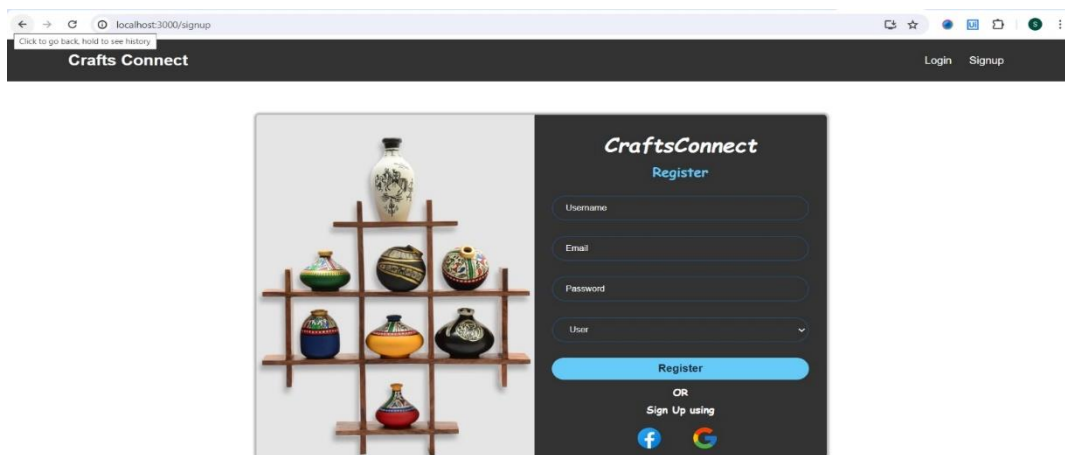 localhost:3000/signup
Click to go back, hold to see history
Crafts Connect
Login Signup
CraftsConnect
Register
Username
Email
Password
User
Register
OR
Sign Up using